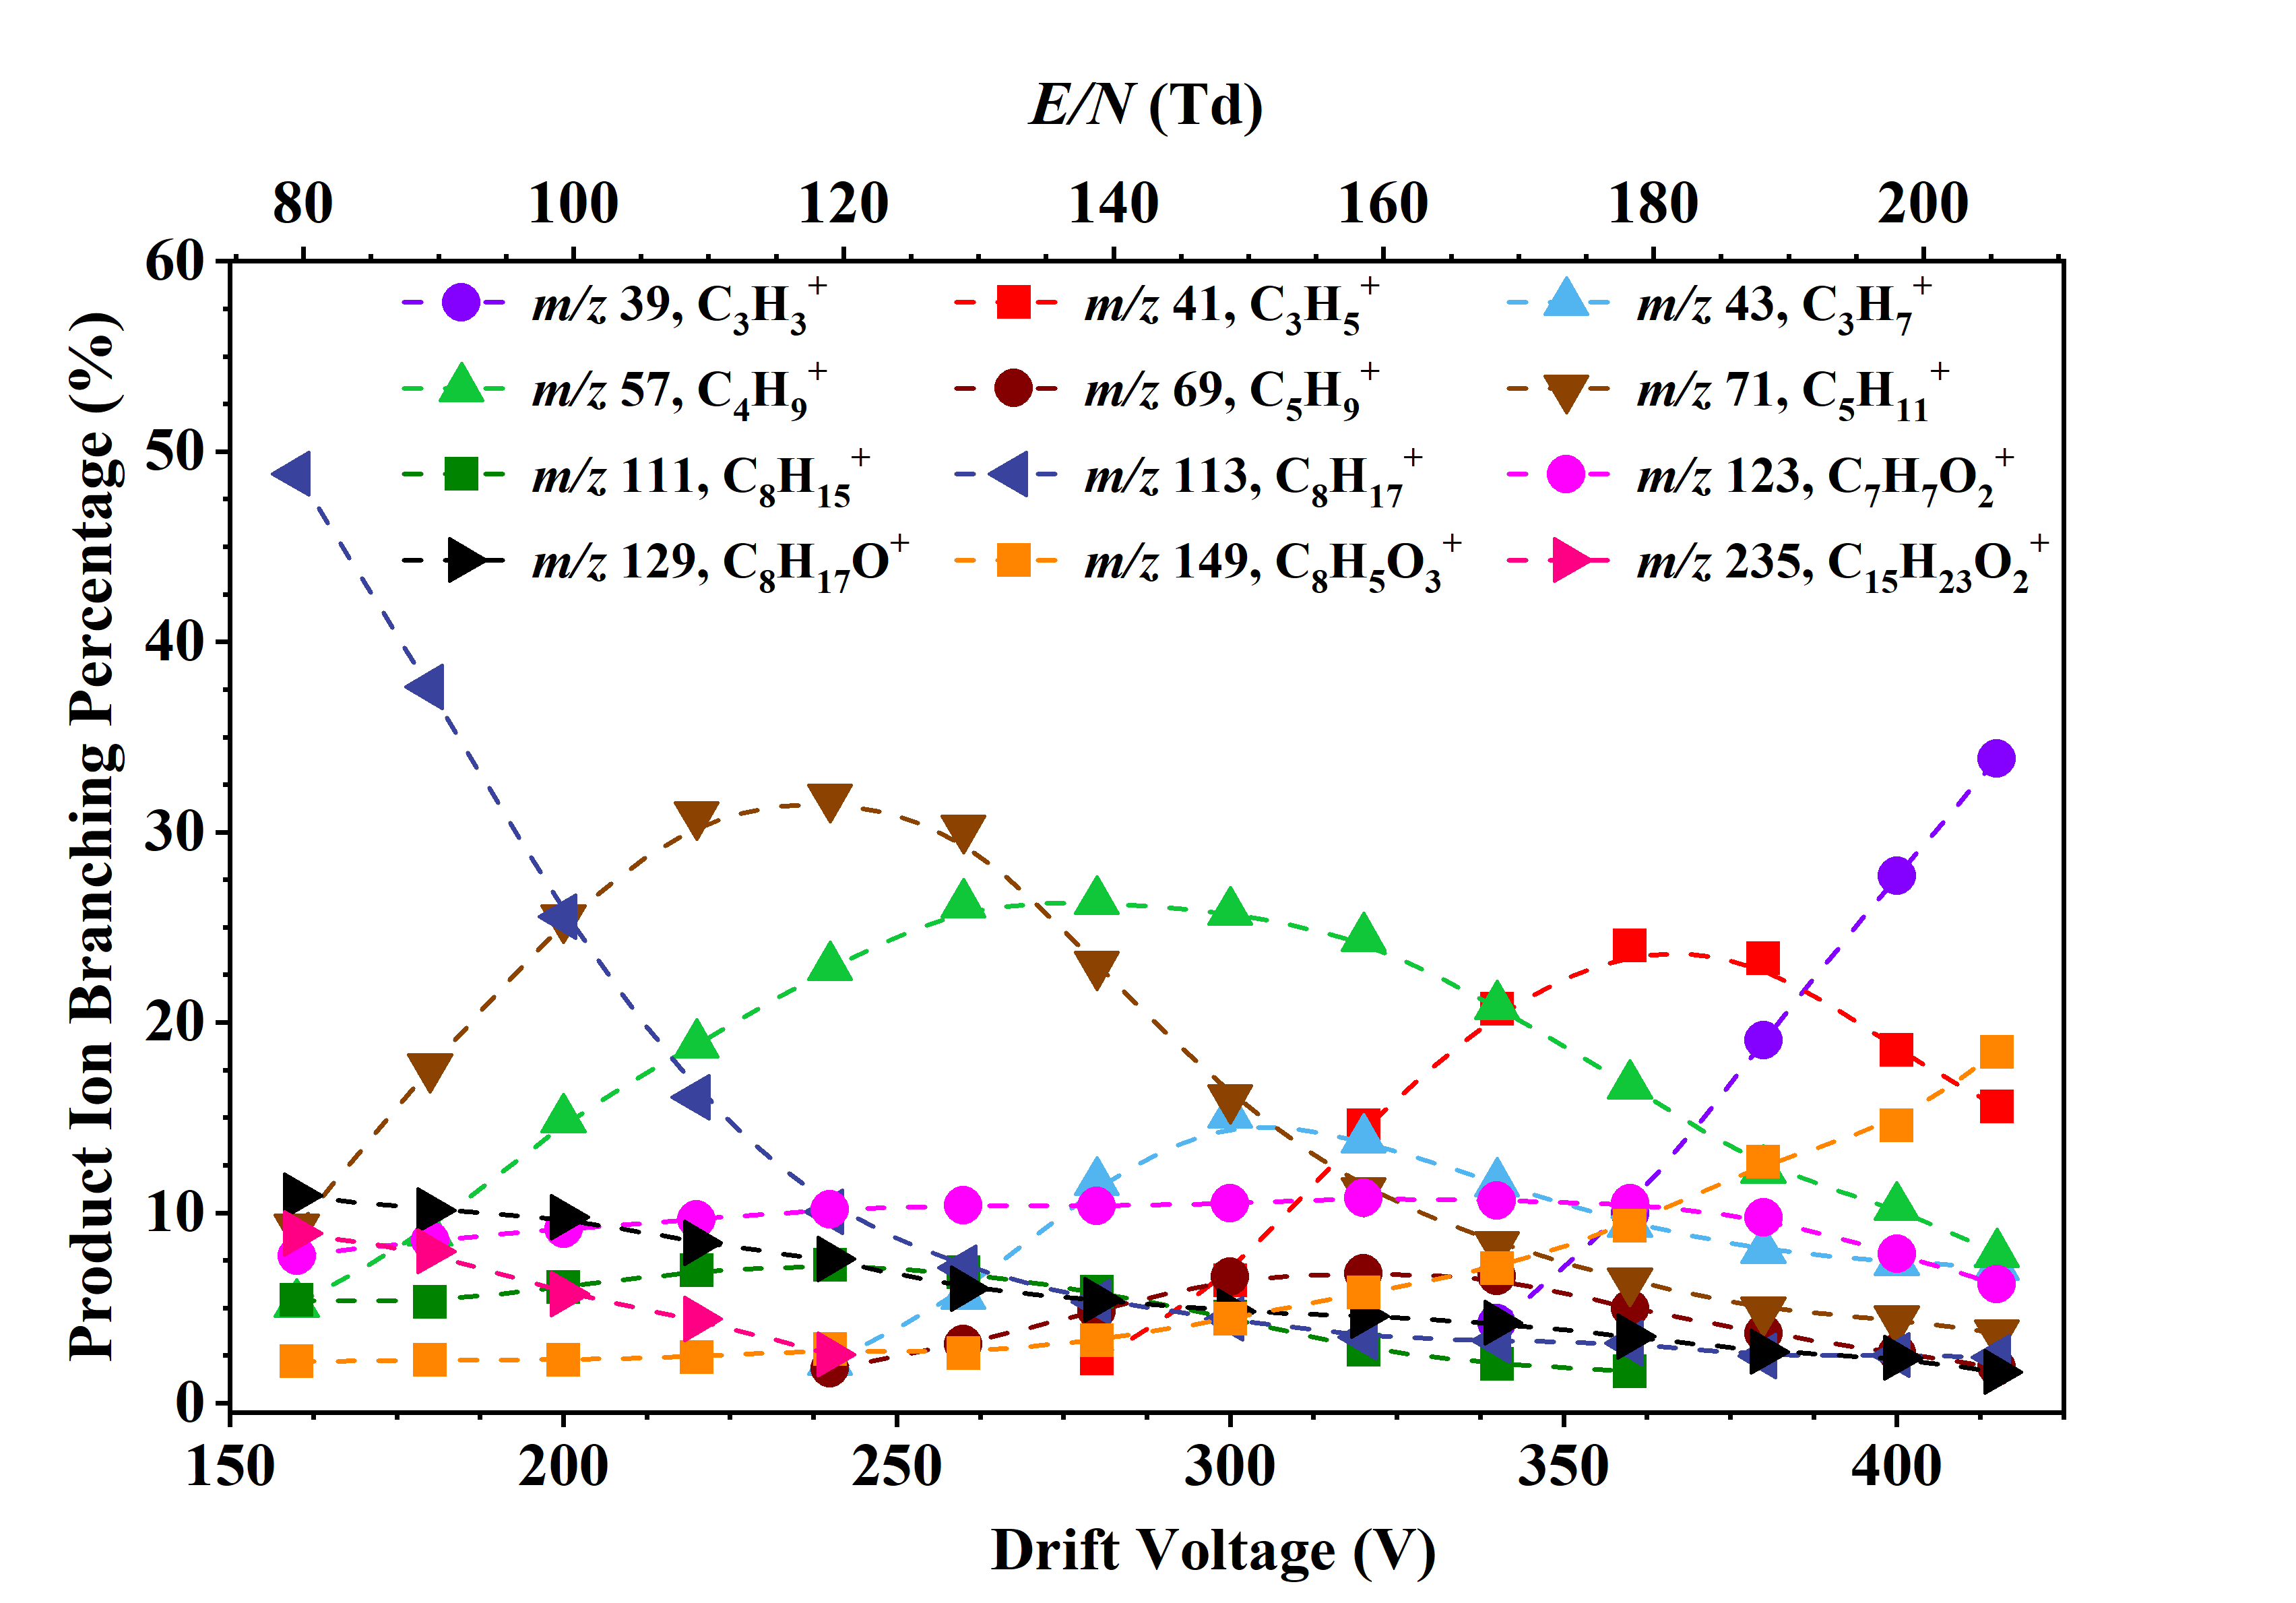 E/N (Td)
80 100 120 140 160 180 200
60
50
40
30
20
10
0
Product Ion Branching Percentage (%)
m/z 39, C₃H₃⁺ m/z 41, C₃H₅⁺ m/z 43, C₃H₇⁺
m/z 57, C₄H₉⁺ m/z 69, C₅H₉⁺ m/z 71, C₅H₁₁⁺
m/z 111, C₈H₁₅⁺ m/z 113, C₈H₁₇⁺ m/z 123, C₇H₇O₂⁺
m/z 129, C₈H₁₇O⁺ m/z 149, C₈H₅O₃⁺ m/z 235, C₁₅H₂₃O₂⁺
150 200 250 300 350 400
Drift Voltage (V)